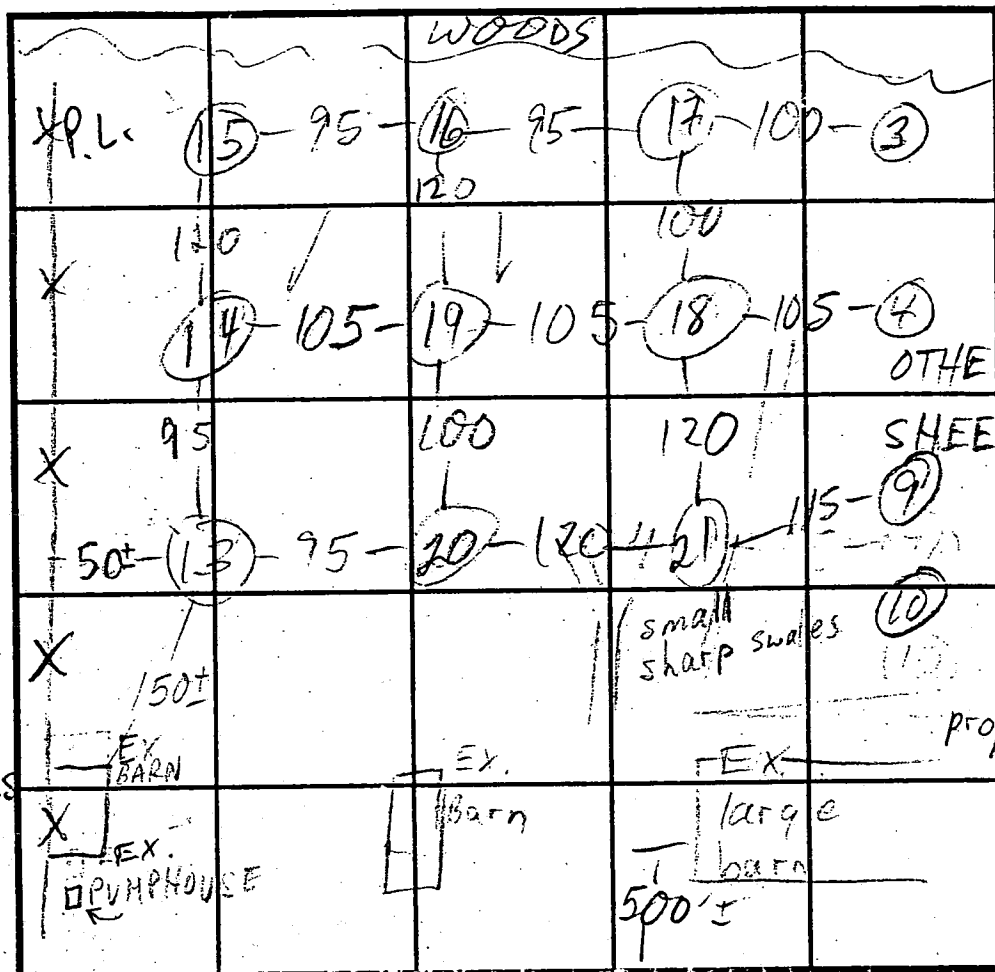 WOODS
X P.L. 15 - 95 - 16 - 95 - 17 - 100 - 3
120
120 100
X 14 - 105 - 19 - 105 - 18 - 105 - 4
OTHE
95 100 120 SHEE
X 9
50± - 13 - 95 - 20 - 120 - 21 - 115 -
10
small
sharp swales
X
150±
prop
EX. BARN EX. EX.
S
X Barn large
EX. barn
PUMPHOUSE
500'±